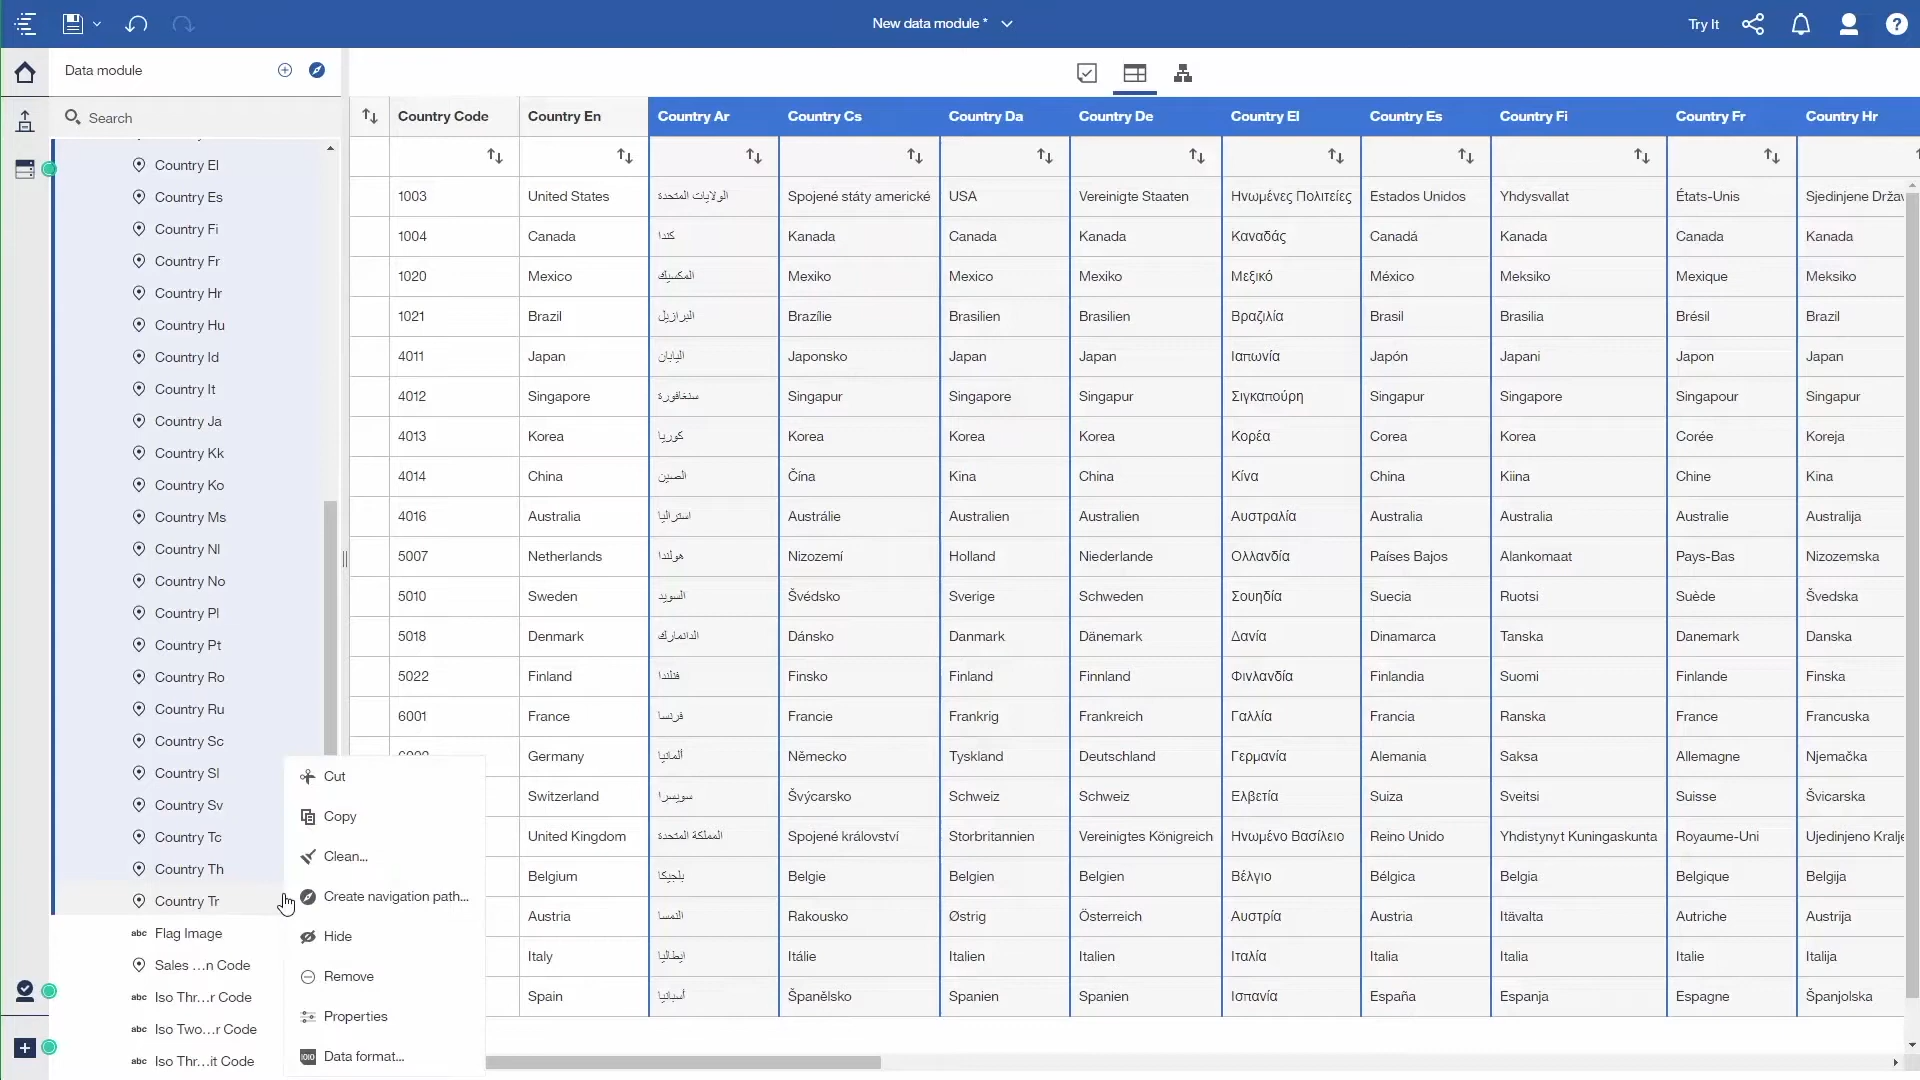 New data module *
Try It
Data module
Search
Country El
Country Es
Country Fi
Country Fr
Country Hr
Country Hu
Country Id
Country It
Country Ja
Country Kk
Country Ko
Country Ms
Country Nl
Country No
Country Pl
Country Pt
Country Ro
Country Ru
Country Sc
Country Sl
Country Sv
Country Tc
Country Th
Country Tr
abc Flag Image
Sales ...n Code
abc Iso Thr...r Code
abc Iso Two...r Code
abc Iso Thr...it Code
Cut
Copy
Clean...
Create navigation path...
Hide
Remove
Properties
Data format...
Country Code Country En Country Ar Country Cs Country Da Country De Country El Country Es Country Fi Country Fr Country Hr
1003 United States الولايات المتحدة Spojené státy americké USA Vereinigte Staaten Ηνωμένες Πολιτείες Estados Unidos Yhdysvallat États-Unis Sjedinjene Držav
1004 Canada كندا Kanada Canada Kanada Καναδάς Canadá Kanada Canada Kanada
1020 Mexico المكسيك Mexiko Mexico Mexiko Μεξικό México Meksiko Mexique Meksiko
1021 Brazil البرازيل Brazílie Brasilien Brasilien Βραζιλία Brasil Brasilia Brésil Brazil
4011 Japan اليابان Japonsko Japan Japan Ιαπωνία Japón Japani Japon Japan
4012 Singapore سنغافورة Singapur Singapore Singapur Σιγκαπούρη Singapur Singapore Singapour Singapur
4013 Korea كوريا Korea Korea Korea Κορέα Corea Korea Corée Koreja
4014 China الصين Čína Kina China Κίνα China Kiina Chine Kina
4016 Australia استراليا Austrálie Australien Australien Αυστραλία Australia Australia Australie Australija
5007 Netherlands هولندا Nizozemí Holland Niederlande Ολλανδία Países Bajos Alankomaat Pays-Bas Nizozemska
5010 Sweden السويد Švédsko Sverige Schweden Σουηδία Suecia Ruotsi Suède Švedska
5018 Denmark الدانمارك Dánsko Danmark Dänemark Δανία Dinamarca Tanska Danemark Danska
5022 Finland فنلندا Finsko Finland Finnland Φινλανδία Finlandia Suomi Finlande Finska
6001 France فرنسا Francie Frankrig Frankreich Γαλλία Francia Ranska France Francuska
Germany ألمانيا Německo Tyskland Deutschland Γερμανία Alemania Saksa Allemagne Njemačka
Switzerland سويسرا Švýcarsko Schweiz Schweiz Ελβετία Suiza Sveitsi Suisse Švicarska
United Kingdom المملكة المتحدة Spojené království Storbritannien Vereinigtes Königreich Ηνωμένο Βασίλειο Reino Unido Yhdistynyt Kuningaskunta Royaume-Uni Ujedinjeno Kralje
Belgium بلجيكا Belgie Belgien Belgien Βέλγιο Bélgica Belgia Belgique Belgija
Austria النمسا Rakousko Østrig Österreich Αυστρία Austria Itävalta Autriche Austrija
Italy ايطاليا Itálie Italien Italien Ιταλία Italia Italia Italie Italija
Spain أسبانيا Španělsko Spanien Spanien Ισπανία España Espanja Espagne Španjolska